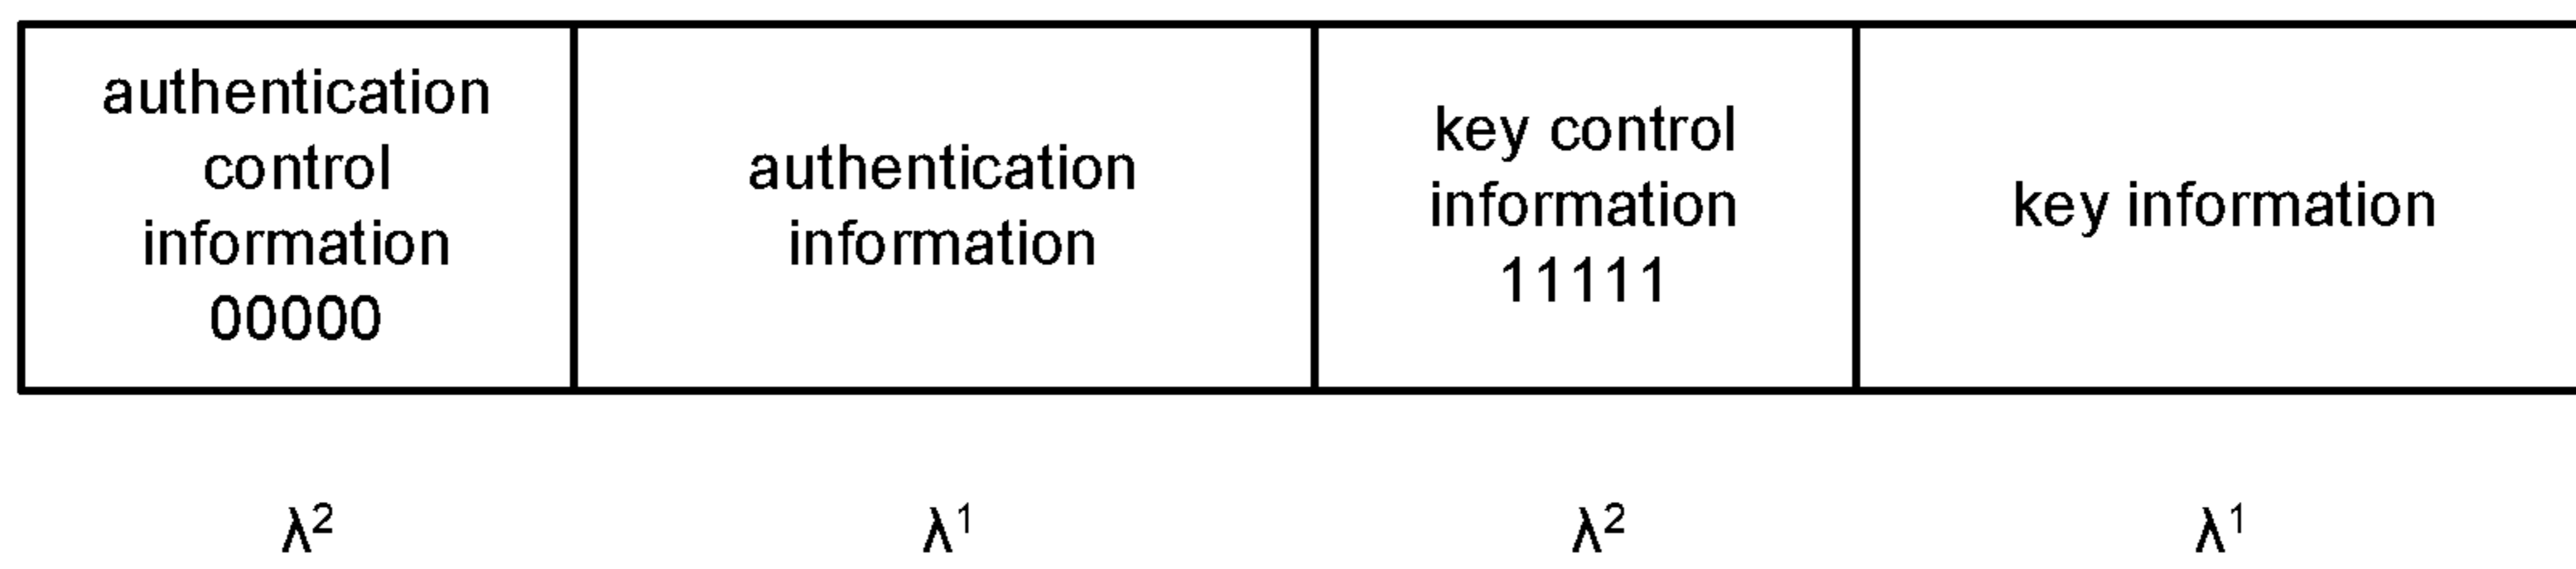 authentication
control
information
00000
authentication
information
key control
information
11111
key information
λ²
λ¹
λ²
λ¹